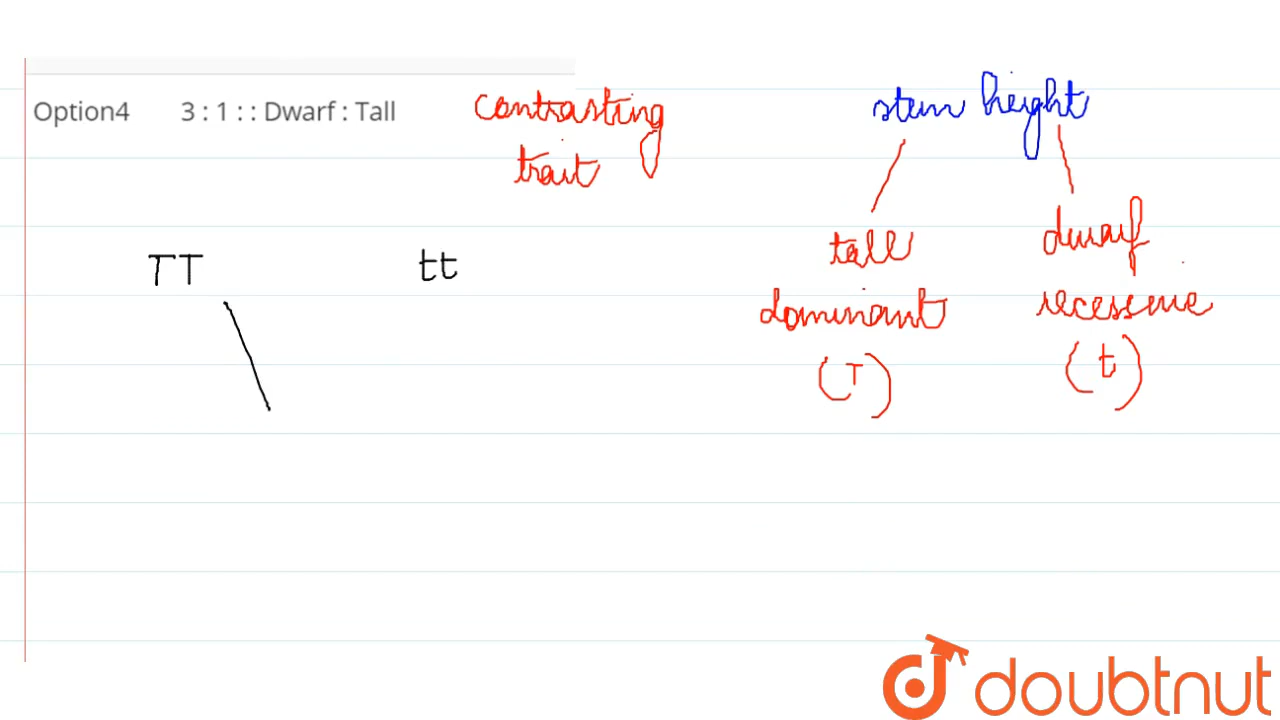 Option4 3 : 1 : : Dwarf : Tall
contrasting
trait
stem height
tall
dominant
(T)
dwarf
recessive
(t)
TT tt
doubtnut